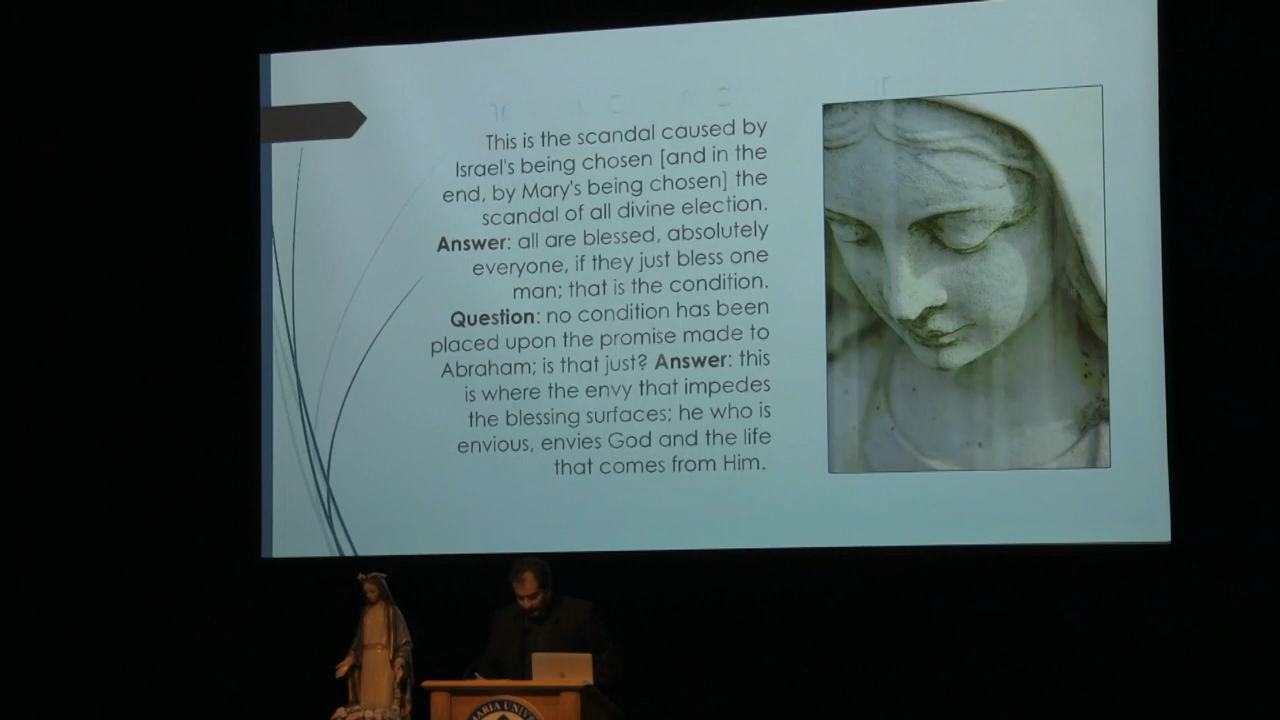 This is the scandal caused by
Israel's being chosen [and in the
end, by Mary's being chosen] the
scandal of all divine election.
Answer: all are blessed, absolutely
everyone, if they just bless one
man; that is the condition.
Question: no condition has been
placed upon the promise made to
Abraham; is that just? Answer: this
is where the envy that impedes
the blessing surfaces; he who is
envious, envies God and the life
that comes from Him.
MARIA UNIV